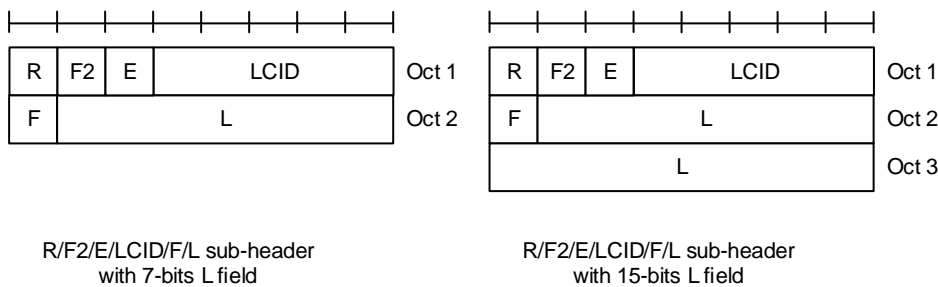 R F2 E LCID Oct 1
F L Oct 2
R/F2/E/LCID/F/L sub-header
with 7-bits L field
R F2 E LCID Oct 1
F L Oct 2
L Oct 3
R/F2/E/LCID/F/L sub-header
with 15-bits L field